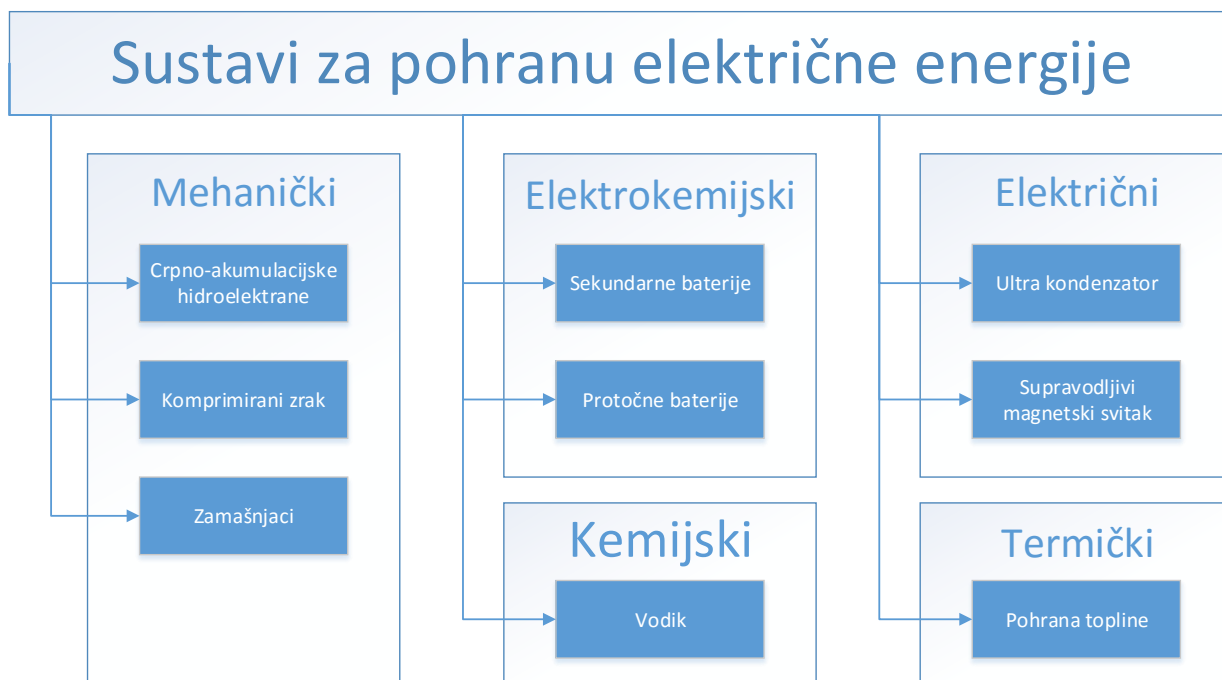 Sustavi za pohranu električne energije
Mehanički
Crpno-akumulacijske
hidroelektrane
Komprimirani zrak
Zamašnjaci
Elektrokemijski
Sekundarne baterije
Protočne baterije
Kemijski
Vodik
Električni
Ultra kondenzator
Supravodljivi
magnetski svitak
Termički
Pohrana topline